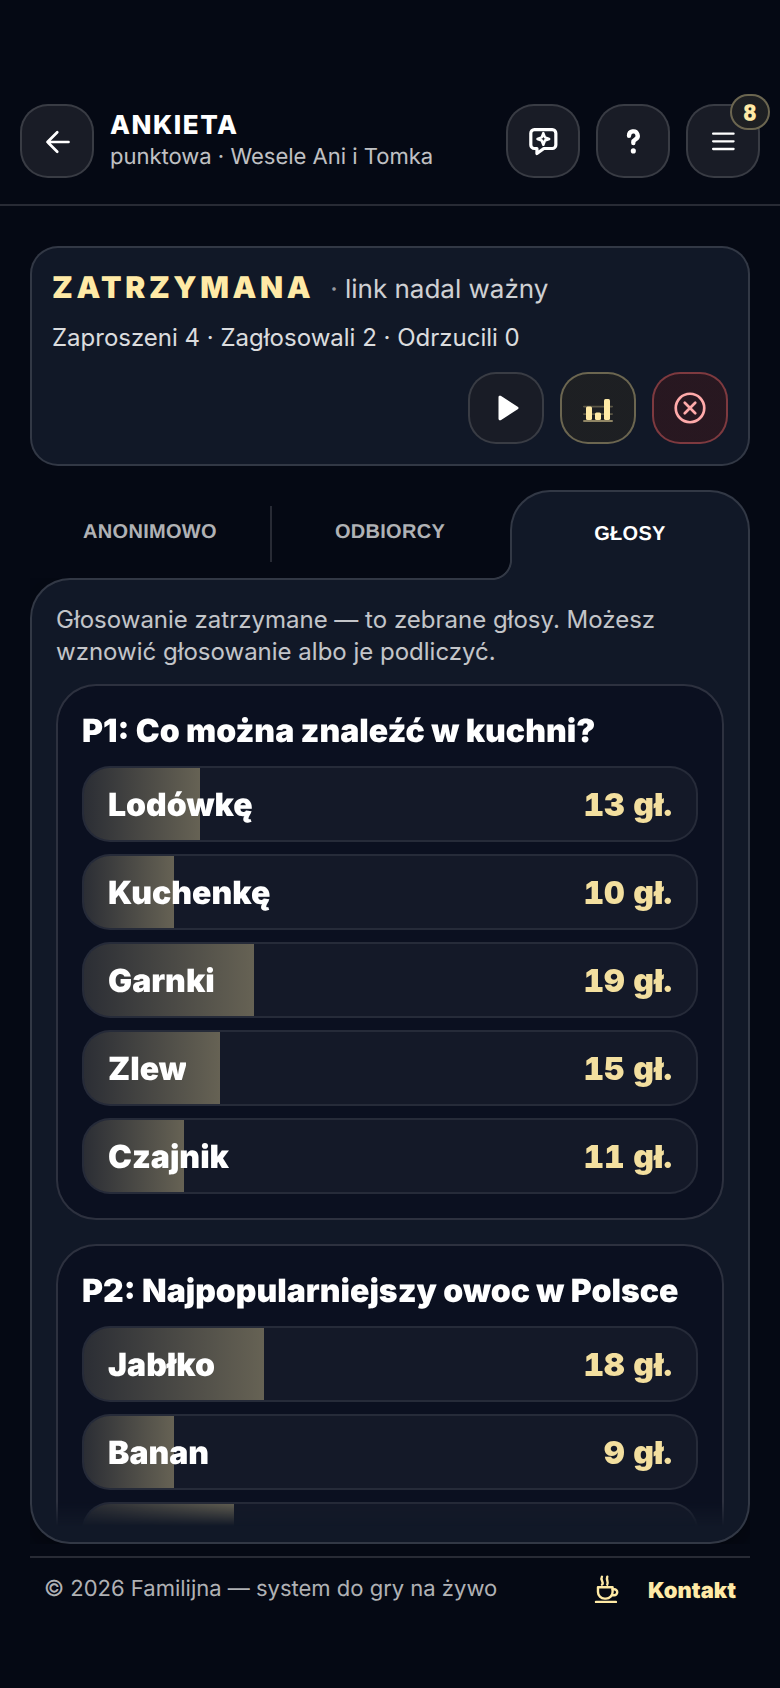 8
ANKIETA
punktowa · Wesele Ani i Tomka
?
ZATRZYMANA · link nadal ważny
Zaproszeni 4 · Zagłosowali 2 · Odrzucili 0
ANONIMOWO
ODBIORCY
GŁOSY
Głosowanie zatrzymane — to zebrane głosy. Możesz
wznowić głosowanie albo je podliczyć.
P1: Co można znaleźć w kuchni?
Lodówkę 13 gł.
Kuchenkę 10 gł.
Garnki 19 gł.
Zlew 15 gł.
Czajnik 11 gł.
P2: Najpopularniejszy owoc w Polsce
Jabłko 18 gł.
Banan 9 gł.
© 2026 Familijna — system do gry na żywo
Kontakt